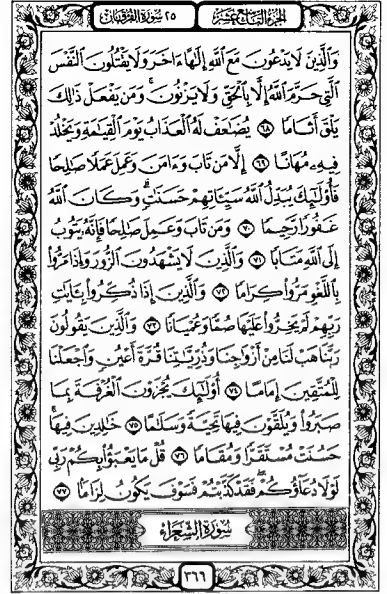 الجزء التاسع عشر ٢٥ سورة الفرقان
وَالَّذِينَ لَا يَدْعُونَ مَعَ اللَّهِ إِلَٰهًا آخَرَ وَلَا يَقْتُلُونَ النَّفْسَ
الَّتِي حَرَّمَ اللَّهُ إِلَّا بِالْحَقِّ وَلَا يَزْنُونَ ۚ وَمَن يَفْعَلْ ذَٰلِكَ
يَلْقَ أَثَامًا ٦٨ يُضَاعَفْ لَهُ الْعَذَابُ يَوْمَ الْقِيَامَةِ وَيَخْلُدْ
فِيهِ مُهَانًا ٦٩ إِلَّا مَن تَابَ وَآمَنَ وَعَمِلَ عَمَلًا صَالِحًا
فَأُولَٰئِكَ يُبَدِّلُ اللَّهُ سَيِّئَاتِهِمْ حَسَنَاتٍ ۗ وَكَانَ اللَّهُ
غَفُورًا رَّحِيمًا ٧٠ وَمَن تَابَ وَعَمِلَ صَالِحًا فَإِنَّهُ يَتُوبُ
إِلَى اللَّهِ مَتَابًا ٧١ وَالَّذِينَ لَا يَشْهَدُونَ الزُّورَ وَإِذَا مَرُّوا
بِاللَّغْوِ مَرُّوا كِرَامًا ٧٢ وَالَّذِينَ إِذَا ذُكِّرُوا بِآيَاتِ
رَبِّهِمْ لَمْ يَخِرُّوا عَلَيْهَا صُمًّا وَعُمْيَانًا ٧٣ وَالَّذِينَ يَقُولُونَ
رَبَّنَا هَبْ لَنَا مِنْ أَزْوَاجِنَا وَذُرِّيَّاتِنَا قُرَّةَ أَعْيُنٍ وَاجْعَلْنَا
لِلْمُتَّقِينَ إِمَامًا ٧٤ أُولَٰئِكَ يُجْزَوْنَ الْغُرْفَةَ بِمَا
صَبَرُوا وَيُلَقَّوْنَ فِيهَا تَحِيَّةً وَسَلَامًا ٧٥ خَالِدِينَ فِيهَا ۚ
حَسُنَتْ مُسْتَقَرًّا وَمُقَامًا ٧٦ قُلْ مَا يَعْبَأُ بِكُمْ رَبِّي
لَوْلَا دُعَاؤُكُمْ ۖ فَقَدْ كَذَّبْتُمْ فَسَوْفَ يَكُونُ لِزَامًا ٧٧
سورة الشعراء
٣٦٦